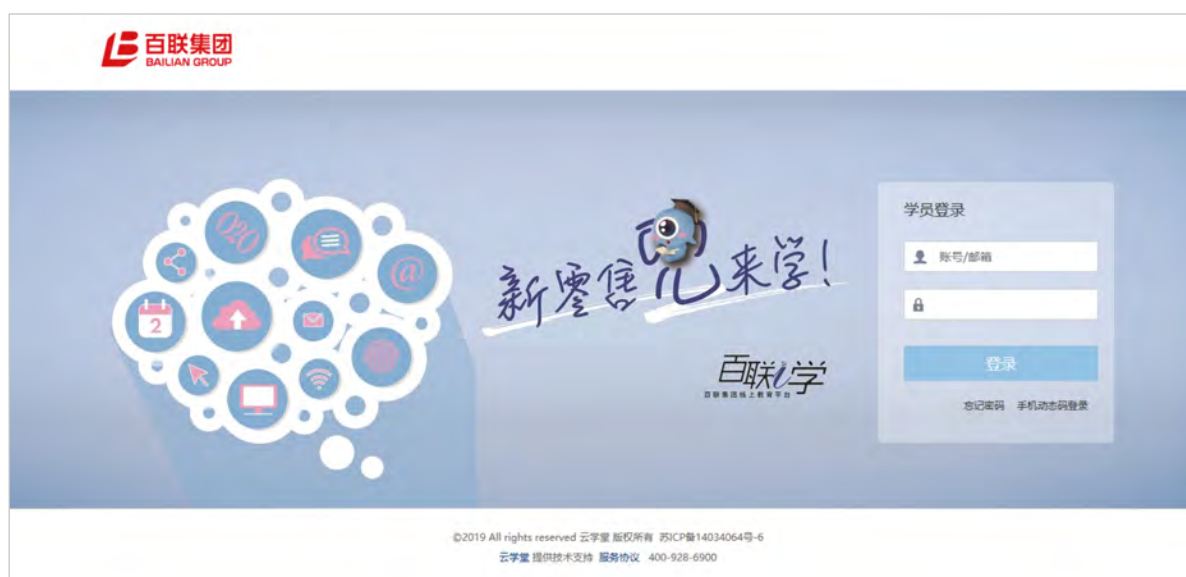 百联集团
BAILIAN GROUP
O2O
@
2
新零售 见来学!
百联i学
百联集团线上教育平台
学员登录
账号/邮箱
登录
忘记密码 手机动态码登录
©2019 All rights reserved 云学堂 版权所有 苏ICP备14034064号-6
云学堂 提供技术支持 服务协议 400-928-6900